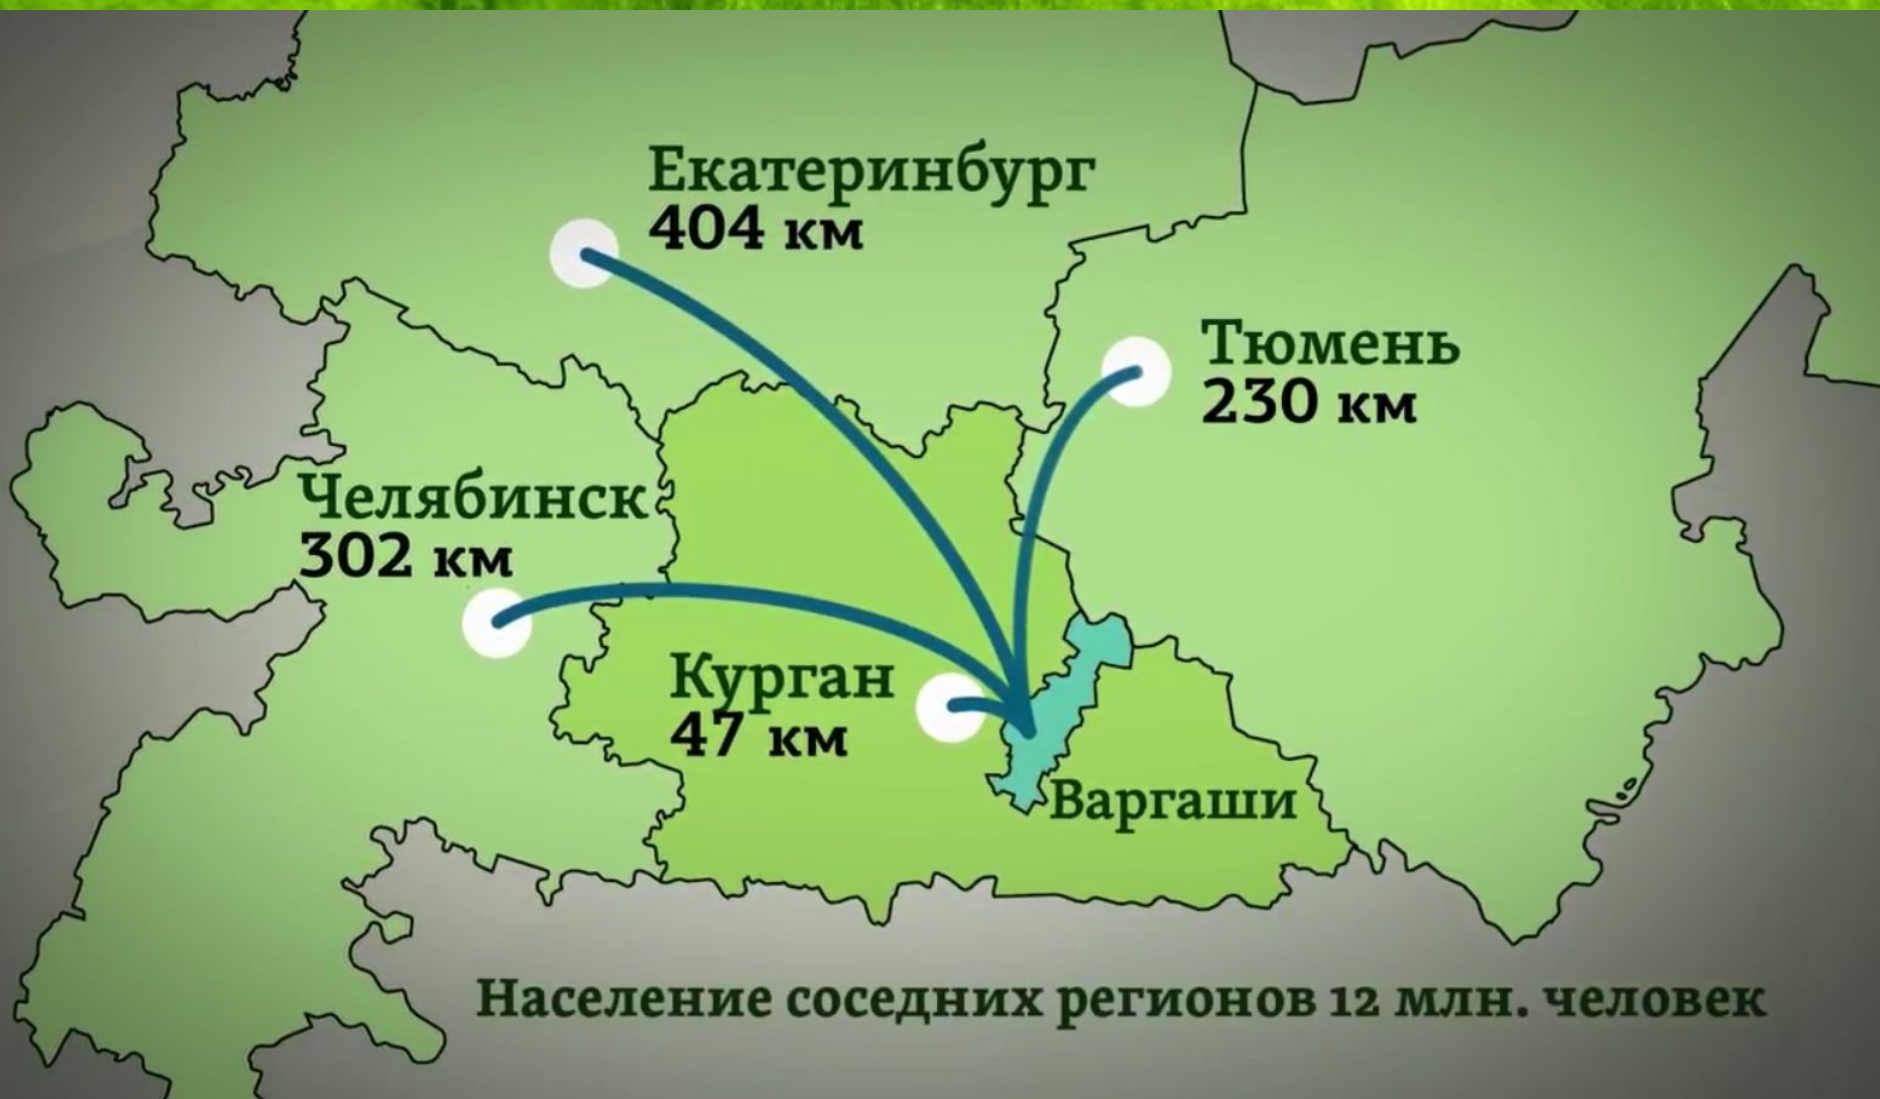 Екатеринбург
404 км
Тюмень
230 км
Челябинск
302 км
Курган
47 км
Варгаши
Население соседних регионов 12 млн. человек